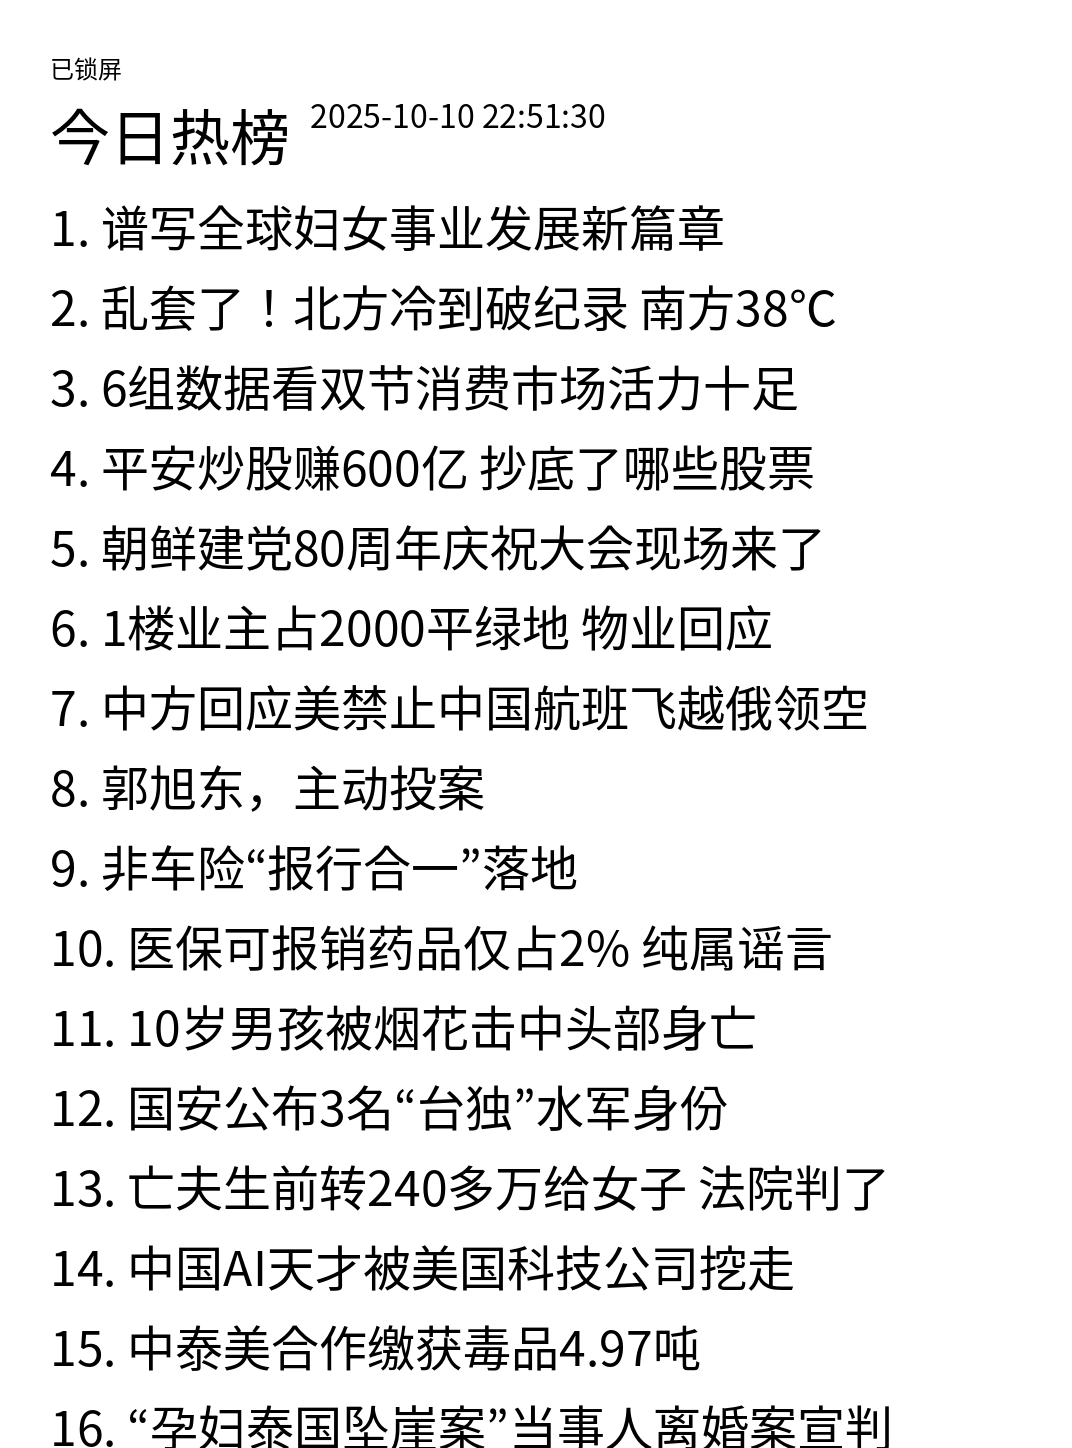 已锁屏
今日热榜 2025-10-10 22:51:30
1. 谱写全球妇女事业发展新篇章
2. 乱套了！北方冷到破纪录 南方38℃
3. 6组数据看双节消费市场活力十足
4. 平安炒股赚600亿 抄底了哪些股票
5. 朝鲜建党80周年庆祝大会现场来了
6. 1楼业主占2000平绿地 物业回应
7. 中方回应美禁止中国航班飞越俄领空
8. 郭旭东，主动投案
9. 非车险“报行合一”落地
10. 医保可报销药品仅占2% 纯属谣言
11. 10岁男孩被烟花击中头部身亡
12. 国安公布3名“台独”水军身份
13. 亡夫生前转240多万给女子 法院判了
14. 中国AI天才被美国科技公司挖走
15. 中泰美合作缴获毒品4.97吨
16. “孕妇泰国坠崖案”当事人离婚案宣判